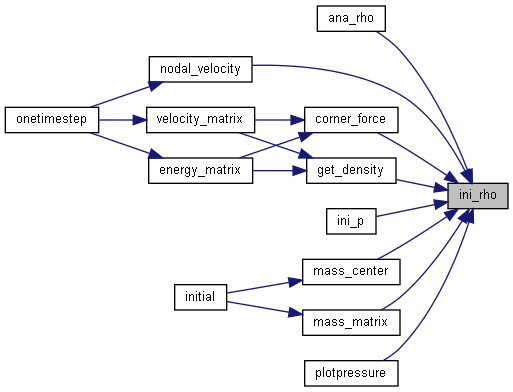 ana_rho
nodal_velocity
onetimestep
velocity_matrix
corner_force
energy_matrix
get_density
ini_rho
ini_p
mass_center
initial
mass_matrix
plotpressure